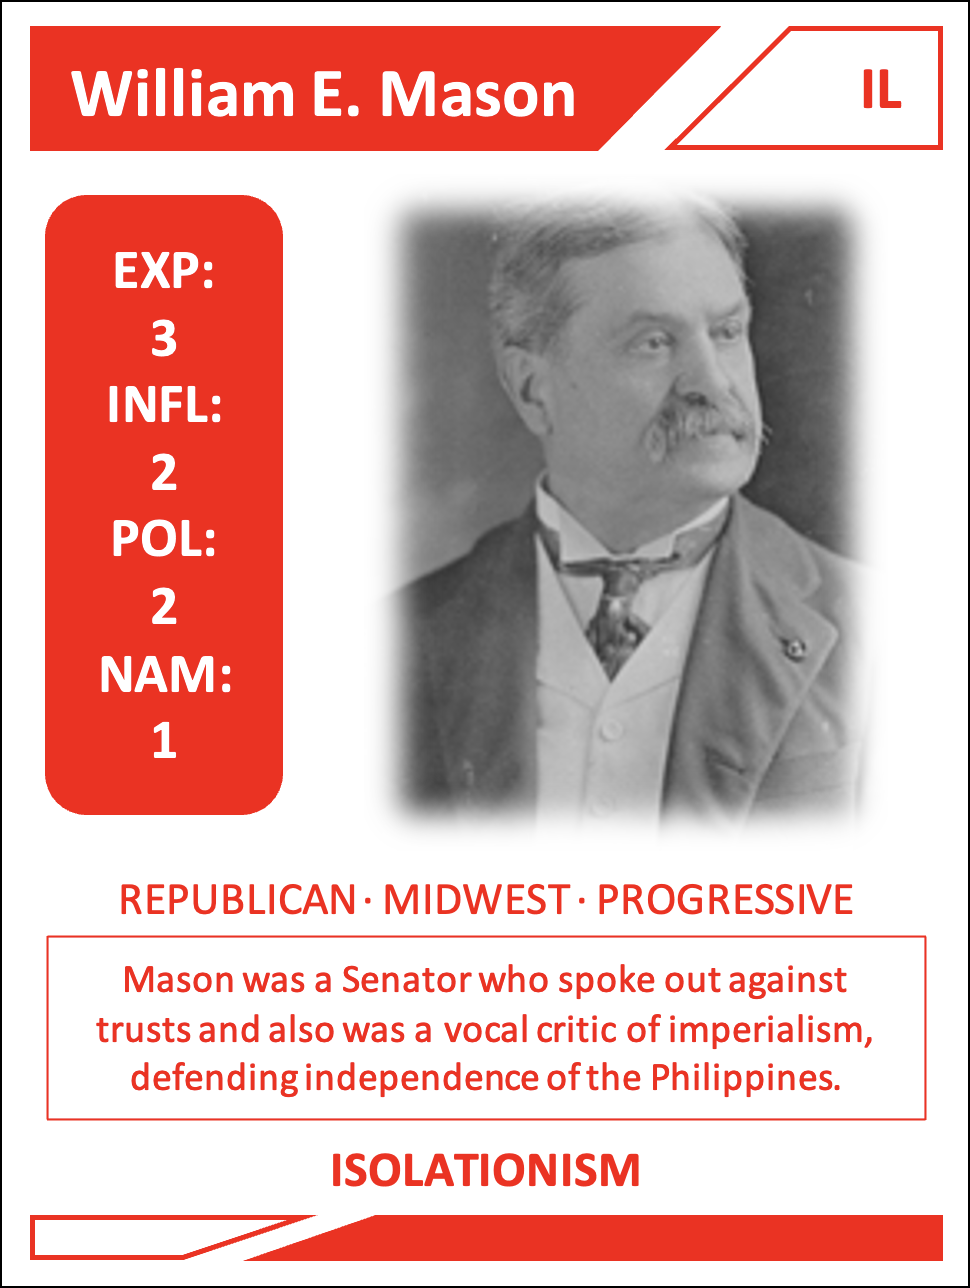 William E. Mason
IL
EXP:
3
INFL:
2
POL:
2
NAM:
1
REPUBLICAN · MIDWEST · PROGRESSIVE
Mason was a Senator who spoke out against
trusts and also was a vocal critic of imperialism,
defending independence of the Philippines.
ISOLATIONISM